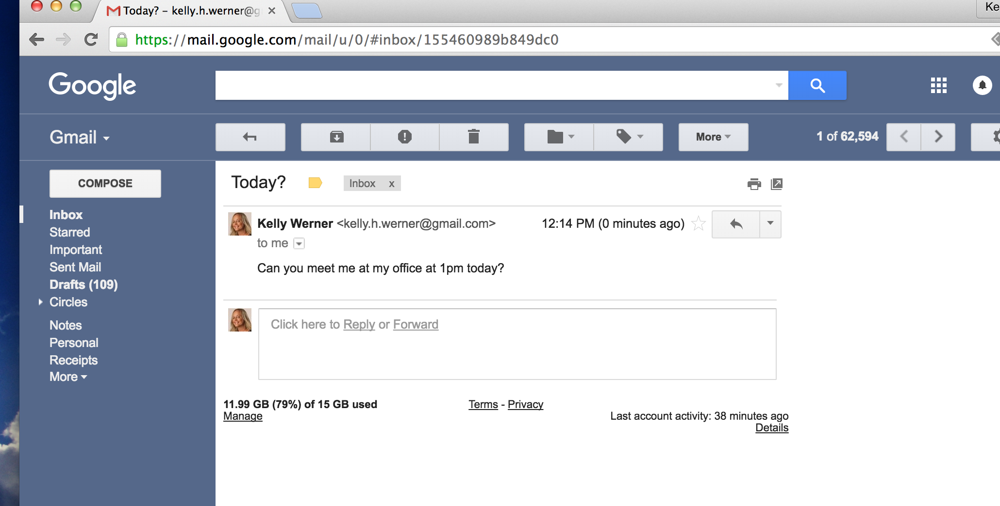 Today? – kelly.h.werner@g
Ke
https://mail.google.com/mail/u/0/#inbox/155460989b849dc0
Google
Gmail
More
1 of 62,594
COMPOSE
Inbox
Starred
Important
Sent Mail
Drafts (109)
Circles
Notes
Personal
Receipts
More
Today?
Inbox x
Kelly Werner <kelly.h.werner@gmail.com>
12:14 PM (0 minutes ago)
to me
Can you meet me at my office at 1pm today?
Click here to Reply or Forward
11.99 GB (79%) of 15 GB used
Manage
Terms - Privacy
Last account activity: 38 minutes ago
Details